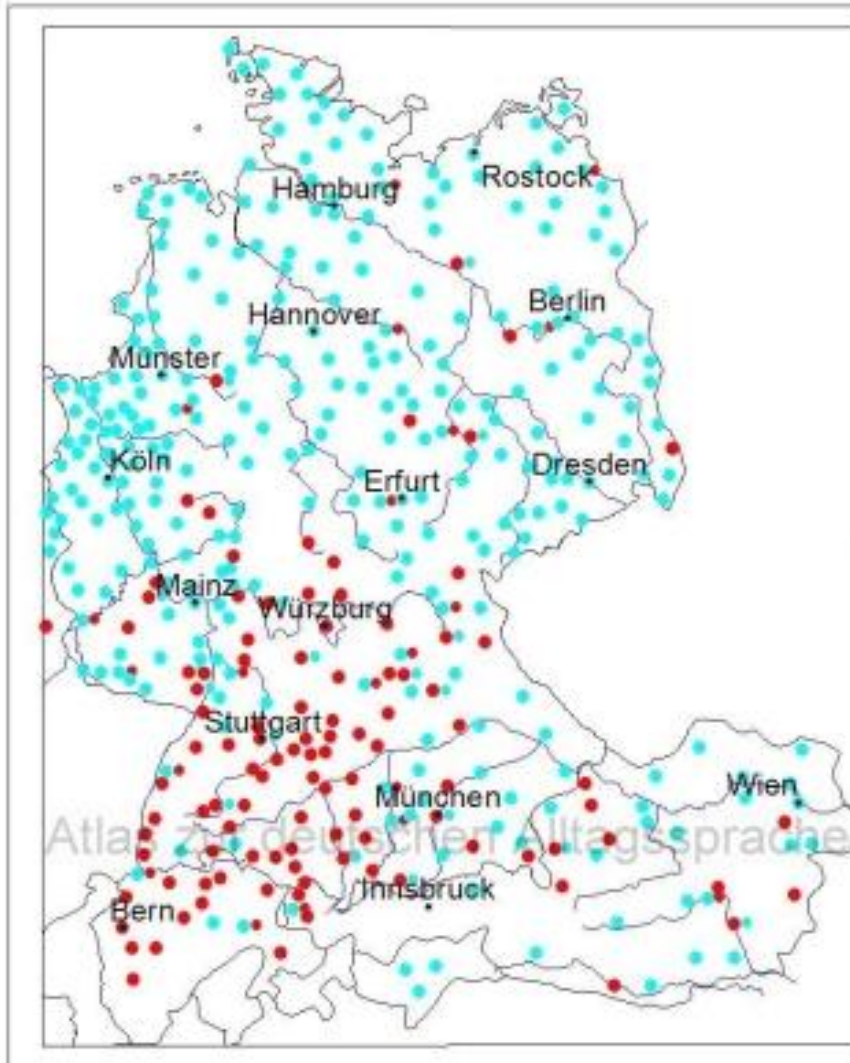 Hamburg
Rostock
Hannover
Berlin
Münster
Köln
Erfurt
Dresden
Mainz
Würzburg
Stuttgart
München
Wien
Atlas zur deutschen Alltagssprache
Innsbruck
Bern